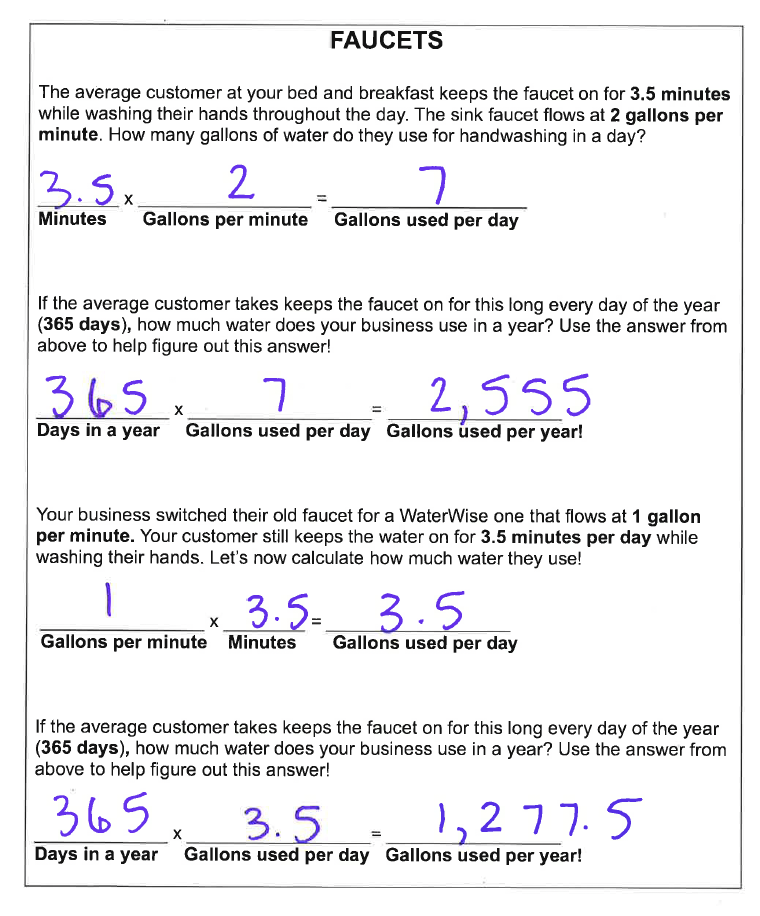 FAUCETS
The average customer at your bed and breakfast keeps the faucet on for 3.5 minutes
while washing their hands throughout the day. The sink faucet flows at 2 gallons per
minute. How many gallons of water do they use for handwashing in a day?
3.5 x 2 = 7
Minutes Gallons per minute Gallons used per day
If the average customer takes keeps the faucet on for this long every day of the year
(365 days), how much water does your business use in a year? Use the answer from
above to help figure out this answer!
365 x 7 = 2,555
Days in a year Gallons used per day Gallons used per year!
Your business switched their old faucet for a WaterWise one that flows at 1 gallon
per minute. Your customer still keeps the water on for 3.5 minutes per day while
washing their hands. Let's now calculate how much water they use!
1 x 3.5 = 3.5
Gallons per minute Minutes Gallons used per day
If the average customer takes keeps the faucet on for this long every day of the year
(365 days), how much water does your business use in a year? Use the answer from
above to help figure out this answer!
365 x 3.5 = 1,277.5
Days in a year Gallons used per day Gallons used per year!